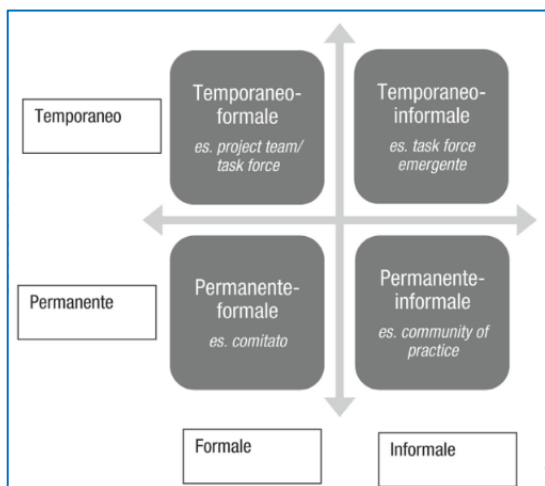 Temporaneo
Temporaneo-
formale
es. project team/
task force
Temporaneo-
informale
es. task force
emergente
Permanente
Permanente-
formale
es. comitato
Permanente-
informale
es. community of
practice
Formale
Informale